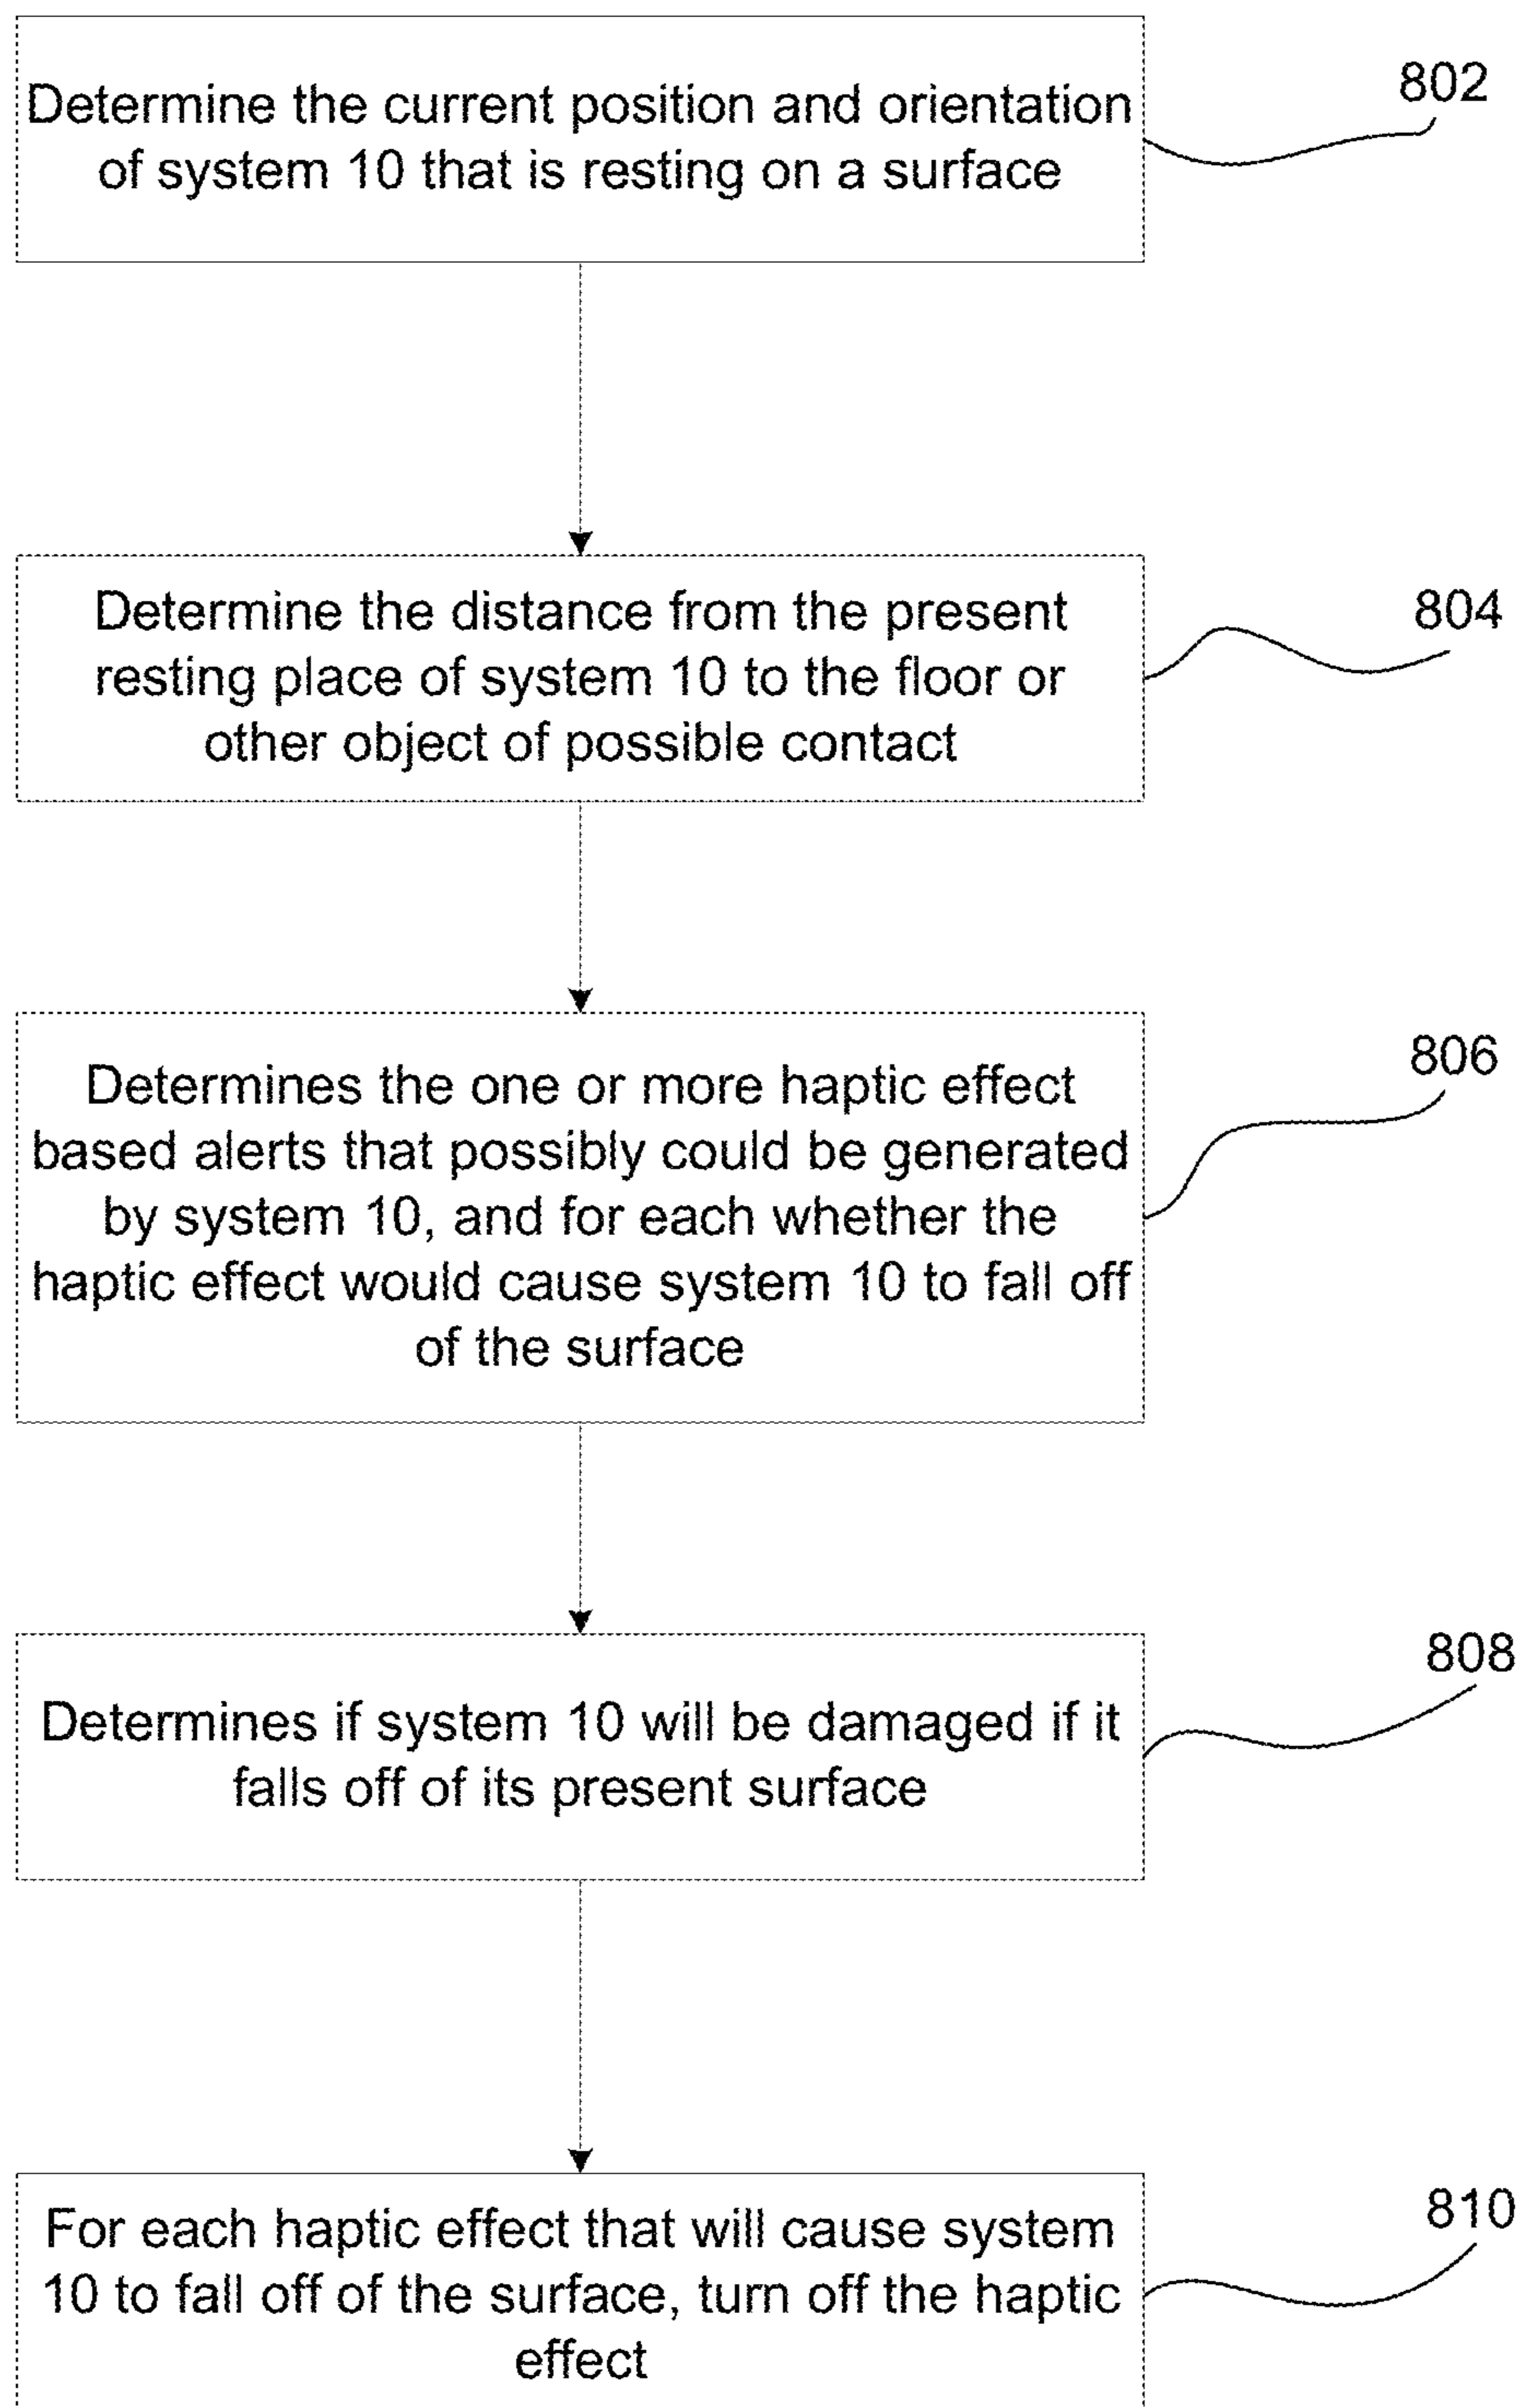 Determine the current position and orientation
of system 10 that is resting on a surface
802
Determine the distance from the present
resting place of system 10 to the floor or
other object of possible contact
804
Determines the one or more haptic effect
based alerts that possibly could be generated
by system 10, and for each whether the
haptic effect would cause system 10 to fall off
of the surface
806
Determines if system 10 will be damaged if it
falls off of its present surface
808
For each haptic effect that will cause system
10 to fall off of the surface, turn off the haptic
effect
810